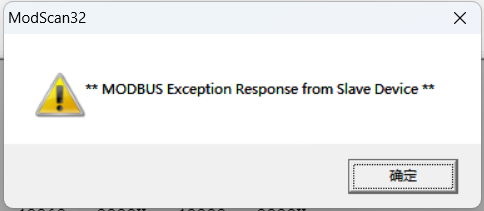 ModScan32
** MODBUS Exception Response from Slave Device **
确定